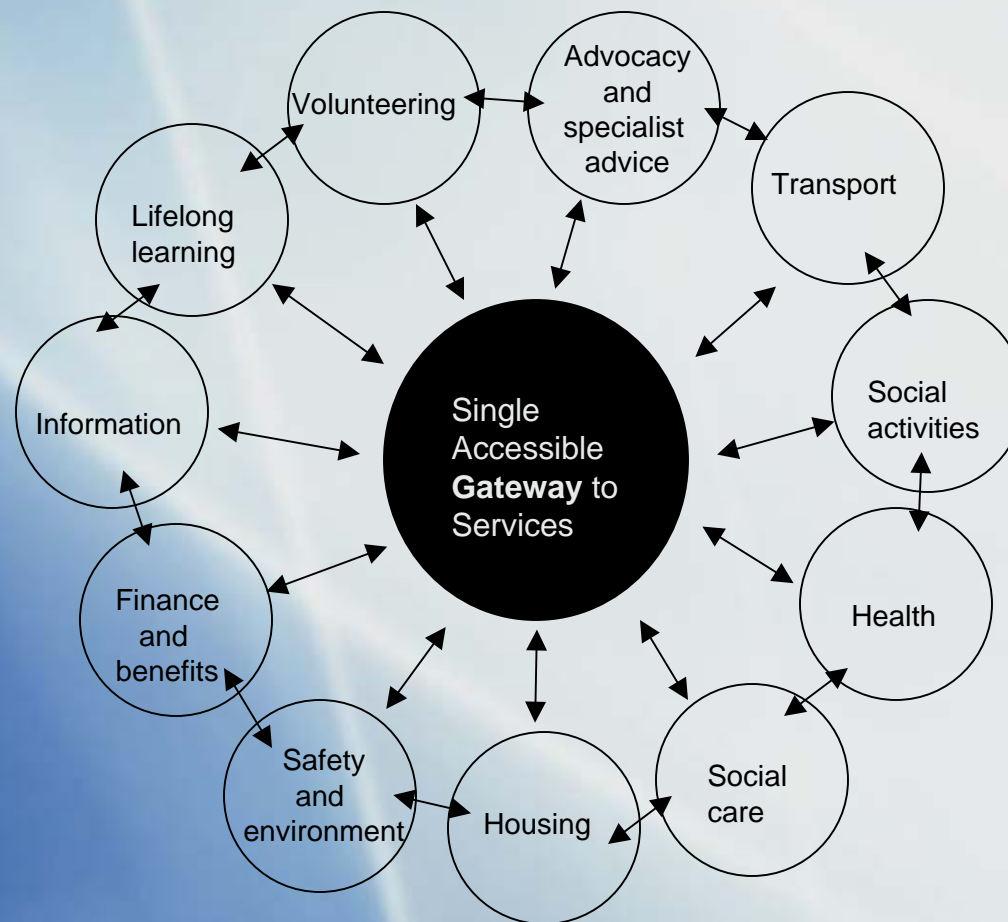 Volunteering
Advocacy
and
specialist
advice
Transport
Lifelong
learning
Social
activities
Information
Single
Accessible
Gateway to
Services
Finance
and
benefits
Health
Safety
and
environment
Housing
Social
care